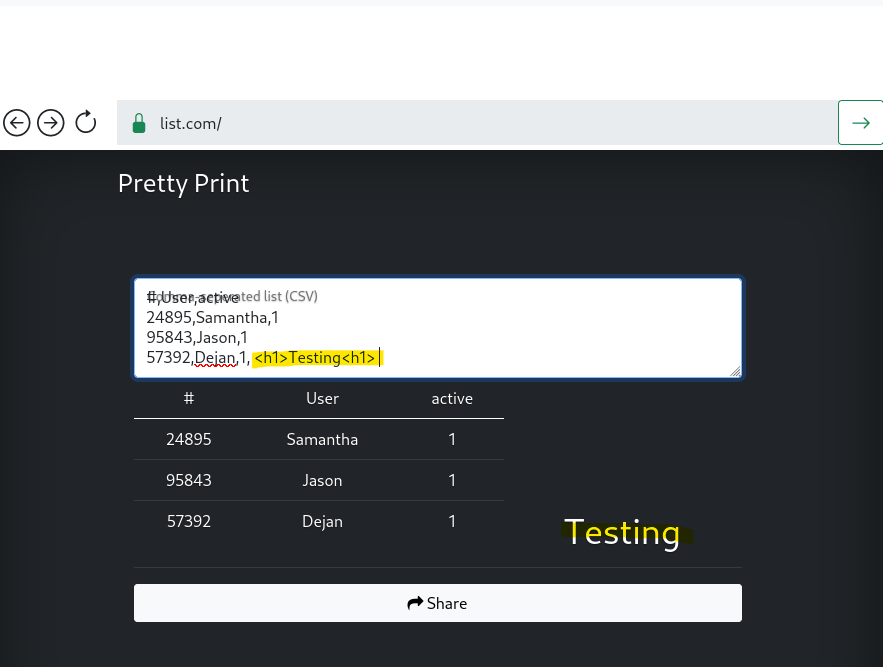 list.com/
Pretty Print
Comma-seperated list (CSV)
#,User,active
24895,Samantha,1
95843,Jason,1
57392,Dejan,1, <h1>Testing<h1>
# User active
24895 Samantha 1
95843 Jason 1
57392 Dejan 1 Testing
Share